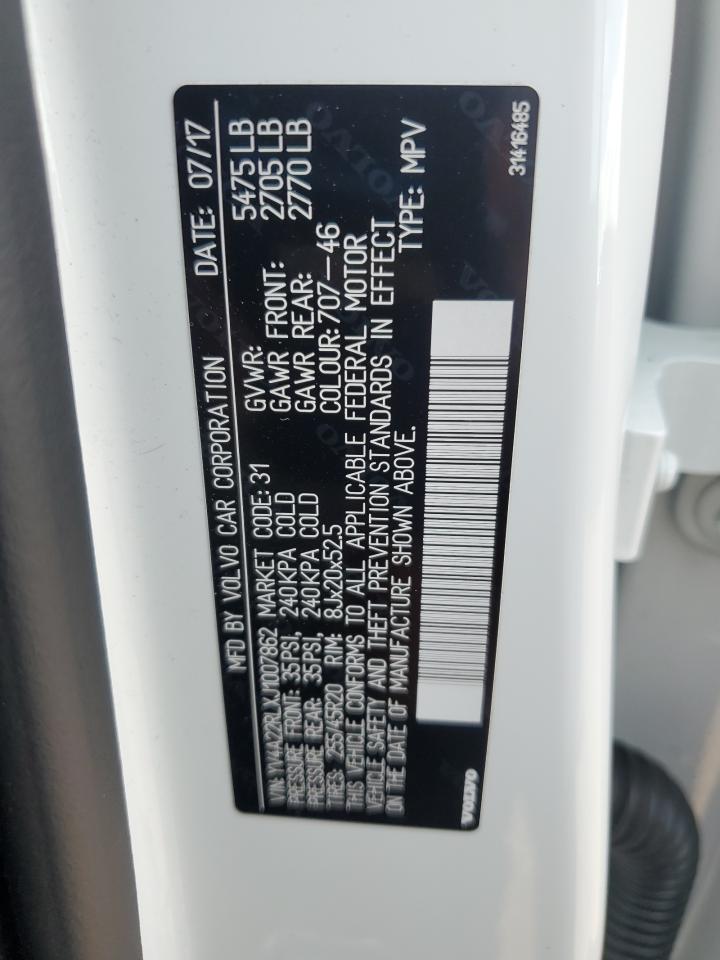 MFD BY VOLVO CAR CORPORATION DATE: 07/17
VIN: YV4A22RLXJ1007862 MARKET CODE: 31 GVWR: 5475 LB
PRESSURE FRONT: 35PSI, 240KPA COLD GAWR FRONT: 2705 LB
PRESSURE REAR: 35PSI, 240KPA COLD GAWR REAR: 2770 LB
TIRES: 255/45R20 RIM: 8Jx20x52.5 COLOUR: 707–46
THIS VEHICLE CONFORMS TO ALL APPLICABLE FEDERAL MOTOR
VEHICLE SAFETY AND THEFT PREVENTION STANDARDS IN EFFECT
ON THE DATE OF MANUFACTURE SHOWN ABOVE. TYPE: MPV
VOLVO 31416485